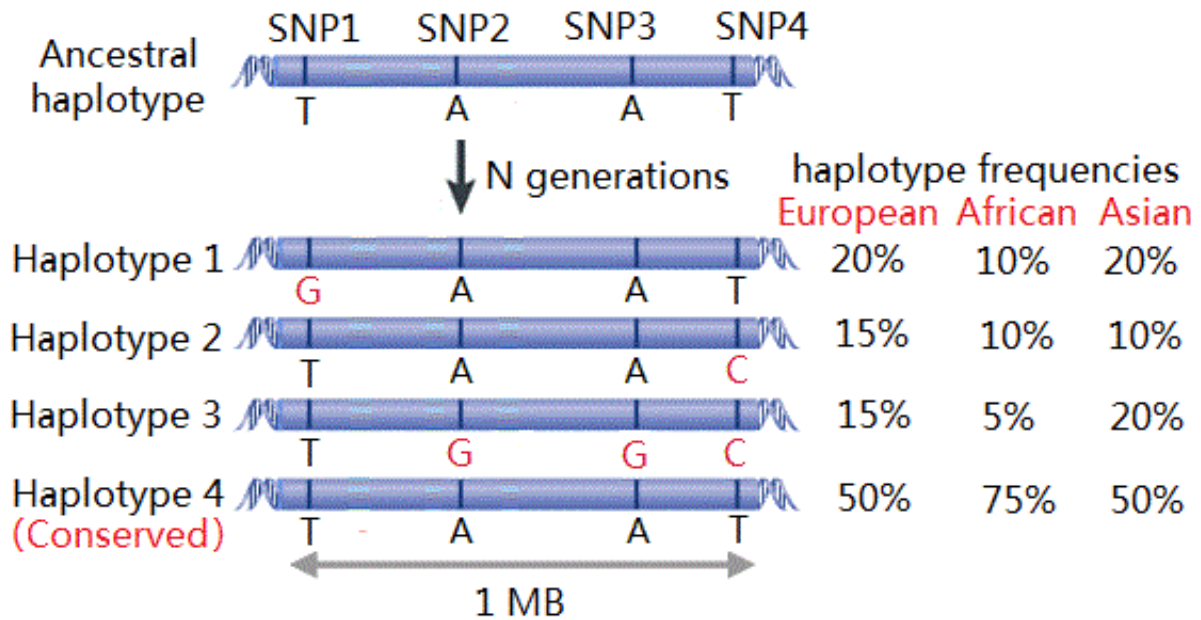 SNP1 SNP2 SNP3 SNP4
Ancestral
haplotype
T A A T
N generations
haplotype frequencies
European African Asian
Haplotype 1 20% 10% 20%
G A A T
Haplotype 2 15% 10% 10%
T A A C
Haplotype 3 15% 5% 20%
T G G C
Haplotype 4 50% 75% 50%
(Conserved)
T A A T
1 MB